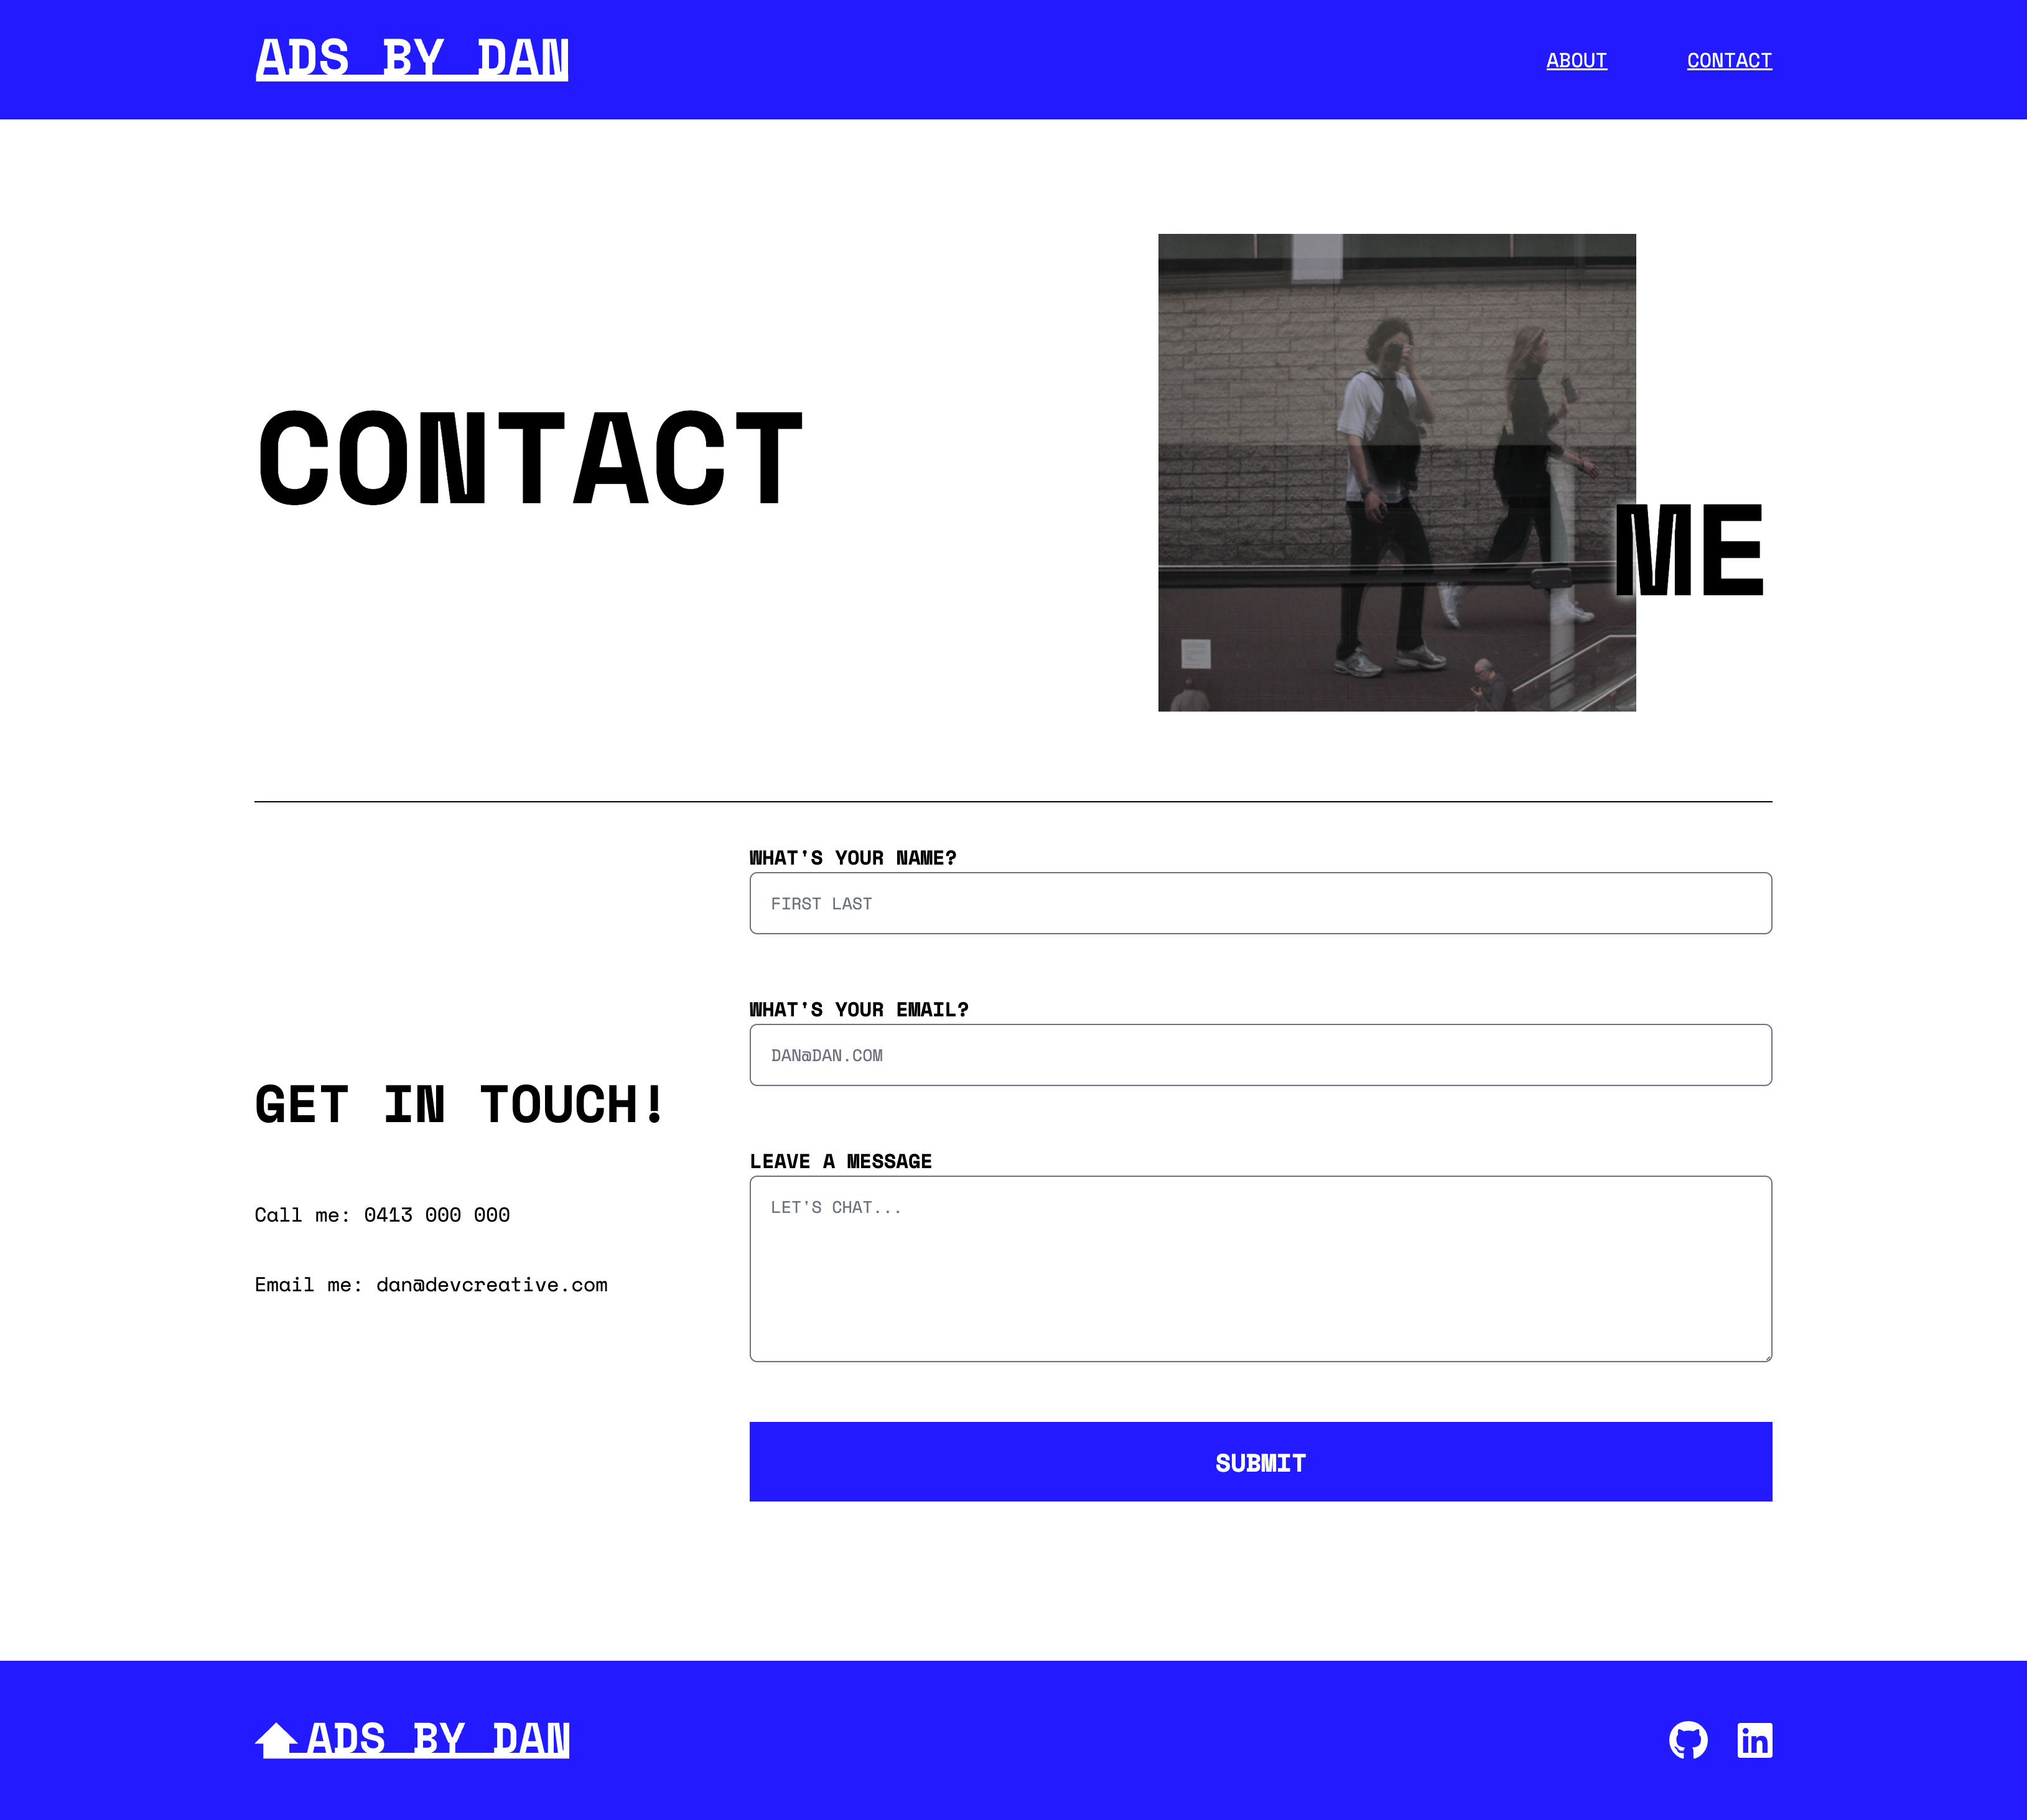 ADS BY DAN
ABOUT
CONTACT
CONTACT
ME
WHAT'S YOUR NAME?
FIRST LAST
WHAT'S YOUR EMAIL?
DAN@DAN.COM
GET IN TOUCH!
Call me: 0413 000 000
Email me: dan@devcreative.com
LEAVE A MESSAGE
LET'S CHAT...
SUBMIT
ADS BY DAN
in